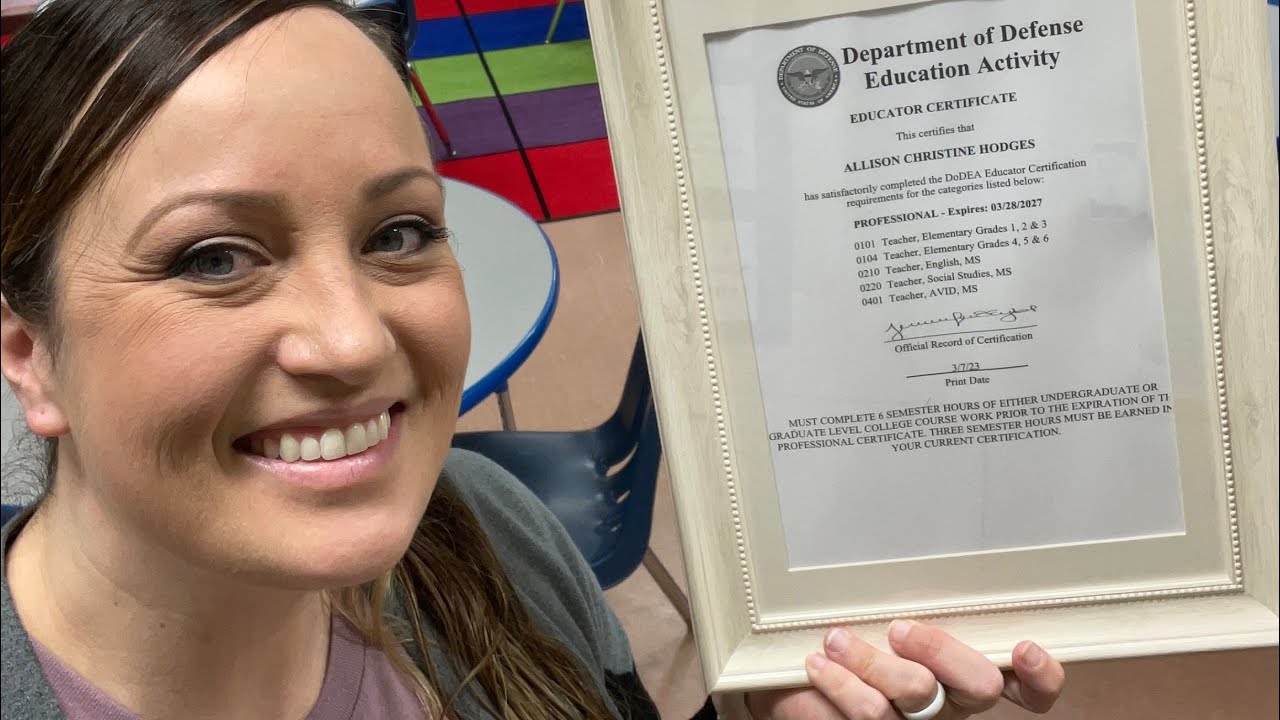 Department of Defense
Education Activity
EDUCATOR CERTIFICATE
This certifies that
ALLISON CHRISTINE HODGES
has satisfactorily completed the DoDEA Educator Certification
requirements for the categories listed below:
PROFESSIONAL - Expires: 03/28/2027
0101 Teacher, Elementary Grades 1, 2 & 3
0104 Teacher, Elementary Grades 4, 5 & 6
0210 Teacher, English, MS
0220 Teacher, Social Studies, MS
0401 Teacher, AVID, MS
Official Record of Certification
3/7/23
Print Date
MUST COMPLETE 6 SEMESTER HOURS OF EITHER UNDERGRADUATE OR
GRADUATE LEVEL COLLEGE COURSE WORK PRIOR TO THE EXPIRATION OF TH
PROFESSIONAL CERTIFICATE. THREE SEMESTER HOURS MUST BE EARNED IN
YOUR CURRENT CERTIFICATION.